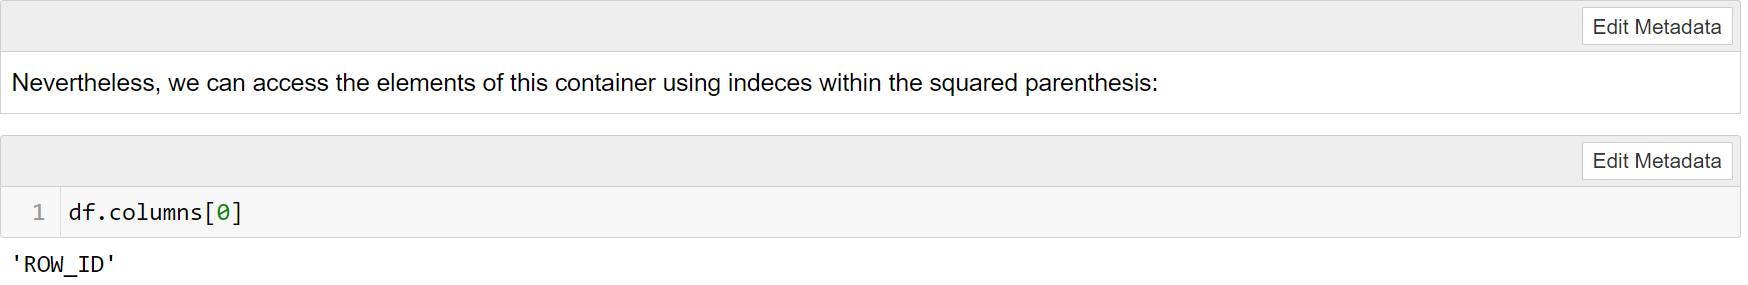 Edit Metadata
Nevertheless, we can access the elements of this container using indeces within the squared parenthesis:
Edit Metadata
1 df.columns[0]
'ROW_ID'